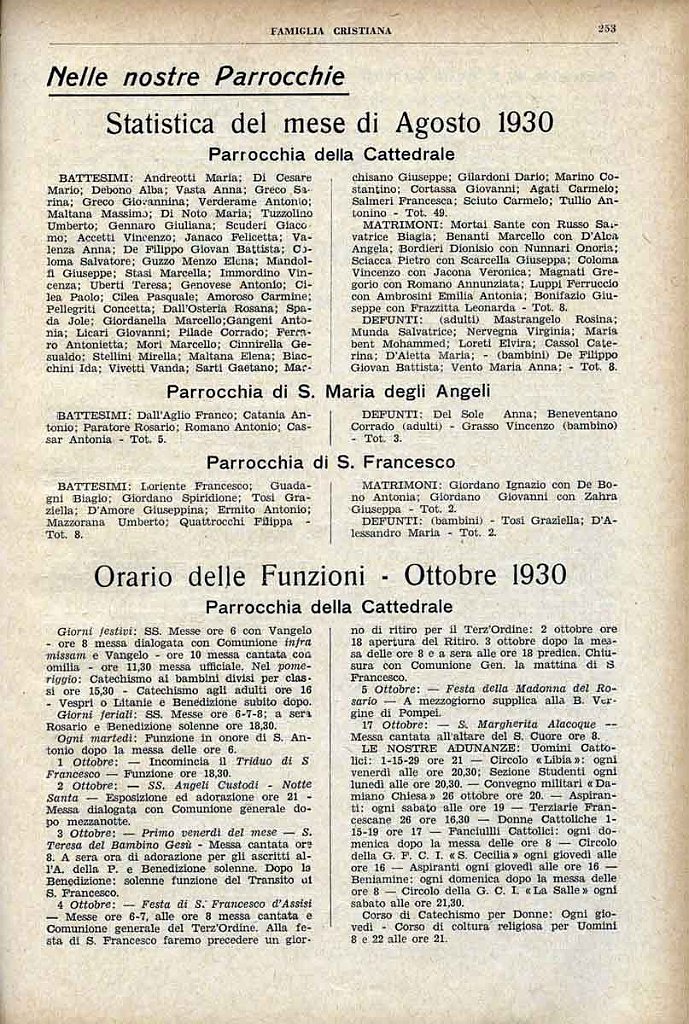 FAMIGLIA CRISTIANA
253
Nelle nostre Parrocchie
Statistica del mese di Agosto 1930
Parrocchia della Cattedrale
BATTESIMI: Andreotti Maria; Di Cesare
Mario; Debono Alba; Vasta Anna; Greco Sa-
rina; Greco Giovannina; Verderame Antonio;
Maltana Massimo; Di Noto Maria; Tuzzolino
Umberto; Gennaro Giuliana; Scuderi Giaco-
mo; Accetti Vincenzo; Janaco Felicetta; Va-
lenza Anna; De Filippo Giovan Battista; Co-
loma Salvatore; Guzzo Menzo Elena; Mandol-
fi Giuseppe; Stasi Marcella; Immordino Vin-
cenza; Uberti Teresa; Genovese Antonio; Ci-
lea Paolo; Cilea Pasquale; Amoroso Carmine;
Pellegriti Concetta; Dall'Osteria Rosana; Spa-
da Jole; Giordanella Marcello;Gangeni Anto-
nia; Licari Giovanni; Pilade Corrado; Ferra-
ro Antonietta; Mori Marcello; Cinnirella Ge-
sualdo; Stellini Mirella; Maltana Elena; Biac-
chini Ida; Vivetti Vanda; Sarti Gaetano; Mar-
chisano Giuseppe; Gilardoni Dario; Marino Co-
stantino; Cortassa Giovanni; Agati Carmelo;
Salmeri Francesca; Sciuto Carmelo; Tullio An-
tonino - Tot. 49.
MATRIMONI: Mortai Sante con Russo Sal-
vatrice Biagia; Benanti Marcello con D'Alca
Angela; Bordieri Dionisio con Nunnari Onoria;
Sciacca Pietro con Scarcella Giuseppa; Coloma
Vincenzo con Jacona Veronica; Magnati Gre-
gorio con Romano Annunziata; Luppi Ferruccio
con Ambrosini Emilia Antonia; Bonifazio Giu-
seppe con Frazzitta Leonarda - Tot. 8.
DEFUNTI: (adulti) Mastrangelo Rosina;
Munda Salvatrice; Nervegna Virginia; Maria
bent Mohammed; Loreti Elvira; Cassol Cate-
rina; D'Aietta Maria; - (bambini) De Filippo
Giovan Battista; Vento Maria Anna; - Tot. 8.
Parrocchia di S. Maria degli Angeli
BATTESIMI: Dall'Aglio Franco; Catania An-
tonio; Paratore Rosario; Romano Antonio; Cas-
sar Antonia - Tot. 5.
DEFUNTI: Del Sole Anna; Beneventano
Corrado (adulti) - Grasso Vincenzo (bambino)
- Tot. 3.
Parrocchia di S. Francesco
BATTESIMI: Loriente Francesco; Guada-
gni Biagio; Giordano Spiridione; Tosi Gra-
ziella; D'Amore Giuseppina; Ermito Antonio;
Mazzorana Umberto; Quattrocchi Filippa -
Tot. 8.
MATRIMONI: Giordano Ignazio con De Bo-
no Antonia; Giordano Giovanni con Zahra
Giuseppa - Tot. 2.
DEFUNTI: (bambini) - Tosi Graziella; D'A-
lessandro Maria - Tot. 2.
Orario delle Funzioni - Ottobre 1930
Parrocchia della Cattedrale
Giorni festivi: SS. Messe ore 6 con Vangelo
- ore 8 messa dialogata con Comunione infra
missam e Vangelo - ore 10 messa cantata con
omilia - ore 11,30 messa ufficiale. Nel pome-
riggio: Catechismo ai bambini divisi per clas-
si ore 15,30 - Catechismo agli adulti ore 16
- Vespri o Litanie e Benedizione subito dopo.
Giorni feriali: SS. Messe ore 6-7-8; a sera
Rosario e Benedizione solenne ore 18,30.
Ogni martedì: Funzione in onore di S. An-
tonio dopo la messa delle ore 6.
1 Ottobre: — Incomincia il Triduo di S
Francesco — Funzione ore 18,30.
2 Ottobre: — SS. Angeli Custodi - Notte
Santa — Esposizione ed adorazione ore 21 -
Messa dialogata con Comunione generale do-
po mezzanotte.
3 Ottobre: — Primo venerdì del mese — S.
Teresa del Bambino Gesù - Messa cantata ore
8. A sera ora di adorazione per gli ascritti al-
l'A. della P. e Benedizione solenne. Dopo la
Benedizione: solenne funzione del Transito di
S. Francesco.
4 Ottobre: — Festa di S. Francesco d'Assisi
— Messe ore 6-7, alle ore 8 messa cantata e
Comunione generale del Terz'Ordine. Alla fe-
sta di S. Francesco faremo precedere un gior-
no di ritiro per il Terz'Ordine: 2 ottobre ore
18 apertura del Ritiro. 3 ottobre dopo la mes-
sa delle ore 8 e a sera alle ore 18 predica. Chiu-
sura con Comunione Gen. la mattina di S
Francesco.
5 Ottobre: — Festa della Madonna del Ro-
sario — A mezzogiorno supplica alla B. Ver-
gine di Pompei.
17 Ottobre: — S. Margherita Alacoque —
Messa cantata all'altare del S. Cuore ore 8.
LE NOSTRE ADUNANZE: Uomini Catto-
lici: 1-15-29 ore 21 — Circolo «Libia»: ogni
venerdì alle ore 20,30; Sezione Studenti ogni
lunedì alle ore 20,30. — Convegno militari «Da-
miano Chiesa» 26 ottobre ore 20. — Aspiran-
ti: ogni sabato alle ore 19 — Terziarie Fran-
cescane 26 ore 16,30 — Donne Cattoliche 1-
15-19 ore 17 — Fanciullli Cattolici: ogni do-
menica dopo la messa delle ore 8 — Circolo
della G. F. C. I. «S. Cecilia» ogni giovedì alle
ore 16 — Aspiranti ogni giovedì alle ore 16 —
Beniamine: ogni domenica dopo la messa delle
ore 8 — Circolo della G. C. I. «La Salle» ogni
sabato alle ore 21,30.
Corso di Catechismo per Donne: Ogni gio-
vedì - Corso di coltura religiosa per Uomini
8 e 22 alle ore 21.